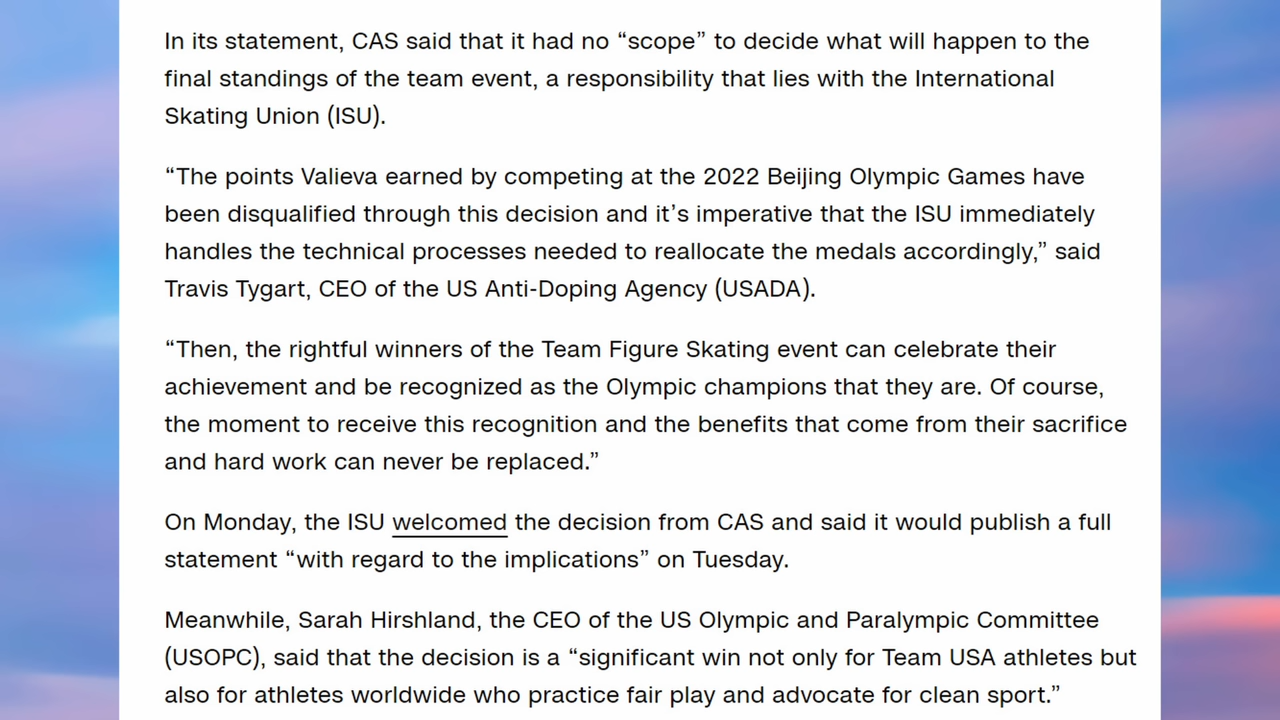 In its statement, CAS said that it had no “scope” to decide what will happen to the
final standings of the team event, a responsibility that lies with the International
Skating Union (ISU).
“The points Valieva earned by competing at the 2022 Beijing Olympic Games have
been disqualified through this decision and it’s imperative that the ISU immediately
handles the technical processes needed to reallocate the medals accordingly,” said
Travis Tygart, CEO of the US Anti-Doping Agency (USADA).
“Then, the rightful winners of the Team Figure Skating event can celebrate their
achievement and be recognized as the Olympic champions that they are. Of course,
the moment to receive this recognition and the benefits that come from their sacrifice
and hard work can never be replaced.”
On Monday, the ISU welcomed the decision from CAS and said it would publish a full
statement “with regard to the implications” on Tuesday.
Meanwhile, Sarah Hirshland, the CEO of the US Olympic and Paralympic Committee
(USOPC), said that the decision is a “significant win not only for Team USA athletes but
also for athletes worldwide who practice fair play and advocate for clean sport.”